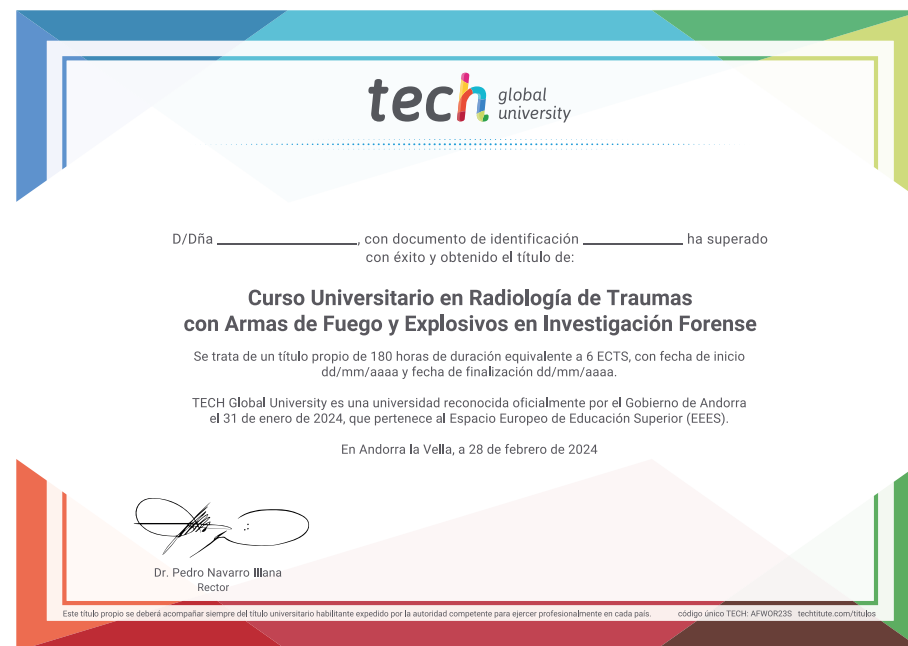 tech global university
D/Dña ____________________, con documento de identificación ______________ ha superado
con éxito y obtenido el título de:
Curso Universitario en Radiología de Traumas
con Armas de Fuego y Explosivos en Investigación Forense
Se trata de un título propio de 180 horas de duración equivalente a 6 ECTS, con fecha de inicio
dd/mm/aaaa y fecha de finalización dd/mm/aaaa.
TECH Global University es una universidad reconocida oficialmente por el Gobierno de Andorra
el 31 de enero de 2024, que pertenece al Espacio Europeo de Educación Superior (EEES).
En Andorra la Vella, a 28 de febrero de 2024
Dr. Pedro Navarro Illana
Rector
Este título propio se deberá acompañar siempre del título universitario habilitante expedido por la autoridad competente para ejercer profesionalmente en cada país. código único TECH: AFWOR23S techtitute.com/titulos